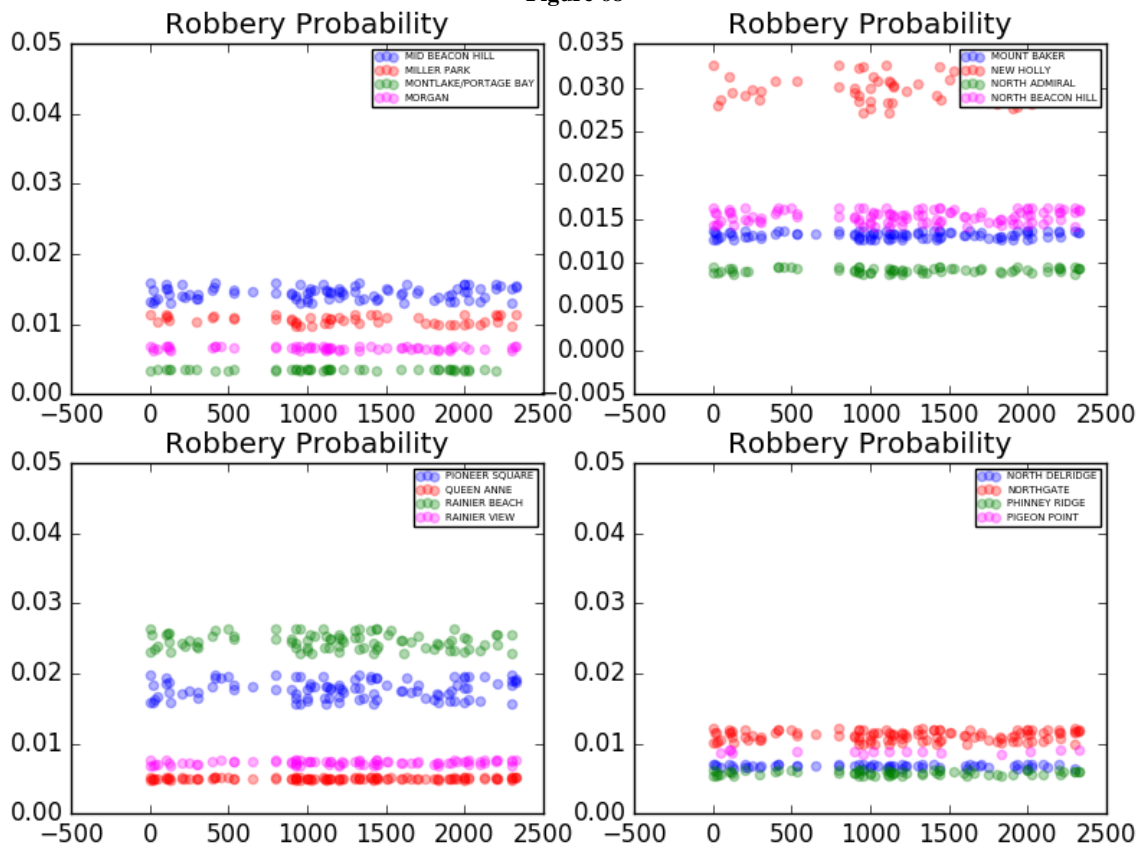 Robbery Probability
0.05
0.04
0.03
0.02
0.01
0.00
−500 0 500 1000 1500 2000 2500
MID BEACON HILL
MILLER PARK
MONTLAKE/PORTAGE BAY
MORGAN
Robbery Probability
0.035
0.030
0.025
0.020
0.015
0.010
0.005
0.000
−0.005
−500 0 500 1000 1500 2000 2500
MOUNT BAKER
NEW HOLLY
NORTH ADMIRAL
NORTH BEACON HILL
Robbery Probability
0.05
0.04
0.03
0.02
0.01
0.00
−500 0 500 1000 1500 2000 2500
PIONEER SQUARE
QUEEN ANNE
RAINIER BEACH
RAINIER VIEW
Robbery Probability
0.05
0.04
0.03
0.02
0.01
0.00
−500 0 500 1000 1500 2000 2500
NORTH DELRIDGE
NORTHGATE
PHINNEY RIDGE
PIGEON POINT